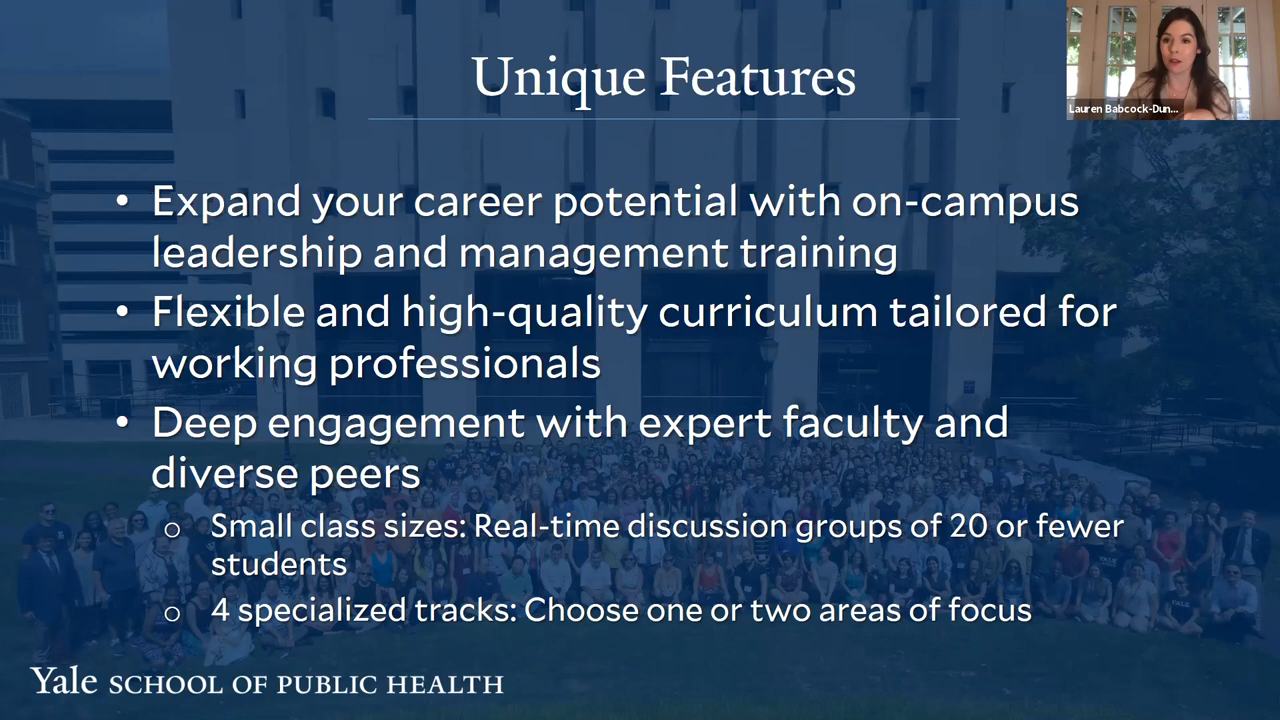 Unique Features
Lauren Babcock-Dun...
• Expand your career potential with on-campus
leadership and management training
• Flexible and high-quality curriculum tailored for
working professionals
• Deep engagement with expert faculty and
diverse peers
o Small class sizes: Real-time discussion groups of 20 or fewer
students
o 4 specialized tracks: Choose one or two areas of focus
Yale SCHOOL OF PUBLIC HEALTH